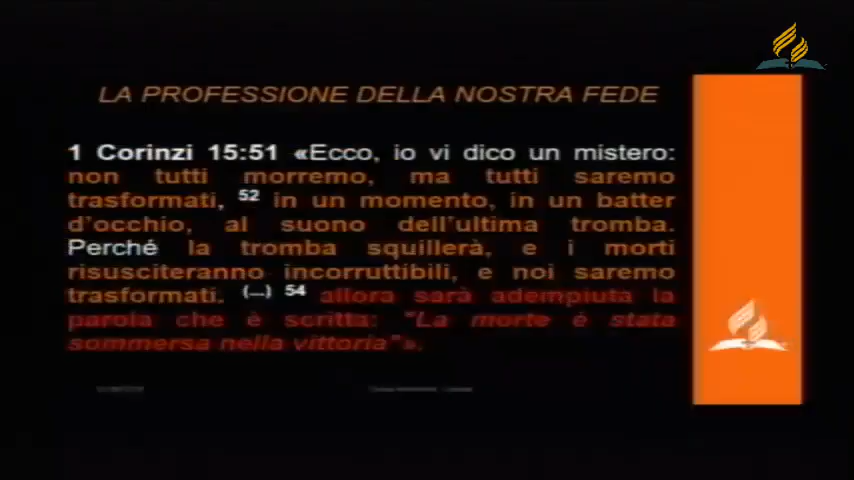 LA PROFESSIONE DELLA NOSTRA FEDE
1 Corinzi 15:51 «Ecco, io vi dico un mistero:
non tutti morremo, ma tutti saremo
trasformati, 52 in un momento, in un batter
d'occhio, al suono dell'ultima tromba.
Perché la tromba squillerà, e i morti
risusciteranno incorruttibili, e noi saremo
trasformati. (...) 54 allora sarà adempiuta la
parola che è scritta: "La morte è stata
sommersa nella vittoria"».